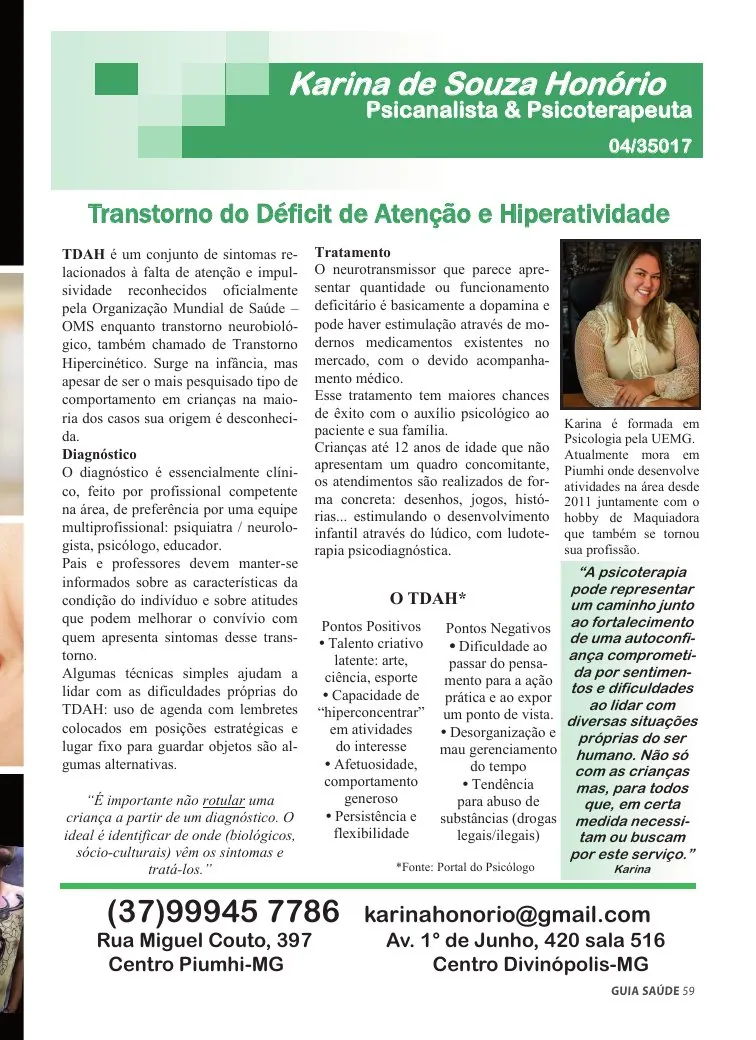 Karina de Souza Honório
Psicanalista & Psicoterapeuta
04/35017
Transtorno do Déficit de Atenção e Hiperatividade
TDAH é um conjunto de sintomas re-
lacionados à falta de atenção e impul-
sividade reconhecidos oficialmente
pela Organização Mundial de Saúde –
OMS enquanto transtorno neurobioló-
gico, também chamado de Transtorno
Hipercinético. Surge na infância, mas
apesar de ser o mais pesquisado tipo de
comportamento em crianças na maio-
ria dos casos sua origem é desconheci-
da.
Diagnóstico
O diagnóstico é essencialmente clíni-
co, feito por profissional competente
na área, de preferência por uma equipe
multiprofissional: psiquiatra / neurolo-
gista, psicólogo, educador.
Pais e professores devem manter-se
informados sobre as características da
condição do indivíduo e sobre atitudes
que podem melhorar o convívio com
quem apresenta sintomas desse trans-
torno.
Algumas técnicas simples ajudam a
lidar com as dificuldades próprias do
TDAH: uso de agenda com lembretes
colocados em posições estratégicas e
lugar fixo para guardar objetos são al-
gumas alternativas.
“É importante não rotular uma
criança a partir de um diagnóstico. O
ideal é identificar de onde (biológicos,
sócio-culturais) vêm os sintomas e
tratá-los.”
Tratamento
O neurotransmissor que parece apre-
sentar quantidade ou funcionamento
deficitário é basicamente a dopamina e
pode haver estimulação através de mo-
dernos medicamentos existentes no
mercado, com o devido acompanha-
mento médico.
Esse tratamento tem maiores chances
de êxito com o auxílio psicológico ao
paciente e sua família.
Crianças até 12 anos de idade que não
apresentam um quadro concomitante,
os atendimentos são realizados de for-
ma concreta: desenhos, jogos, histó-
rias... estimulando o desenvolvimento
infantil através do lúdico, com ludote-
rapia psicodiagnóstica.
O TDAH*
Pontos Positivos
• Talento criativo
latente: arte,
ciência, esporte
• Capacidade de
“hiperconcentrar”
em atividades
do interesse
• Afetuosidade,
comportamento
generoso
• Persistência e
flexibilidade
Pontos Negativos
• Dificuldade ao
passar do pensa-
mento para a ação
prática e ao expor
um ponto de vista.
• Desorganização e
mau gerenciamento
do tempo
• Tendência
para abuso de
substâncias (drogas
legais/ilegais)
*Fonte: Portal do Psicólogo
Karina é formada em
Psicologia pela UEMG.
Atualmente mora em
Piumhi onde desenvolve
atividades na área desde
2011 juntamente com o
hobby de Maquiadora
que também se tornou
sua profissão.
“A psicoterapia
pode representar
um caminho junto
ao fortalecimento
de uma autoconfi-
ança comprometi-
da por sentimen-
tos e dificuldades
ao lidar com
diversas situações
próprias do ser
humano. Não só
com as crianças
mas, para todos
que, em certa
medida necessi-
tam ou buscam
por este serviço.”
Karina
(37)99945 7786 karinahonorio@gmail.com
Rua Miguel Couto, 397
Centro Piumhi-MG
Av. 1° de Junho, 420 sala 516
Centro Divinópolis-MG
GUIA SAÚDE 59